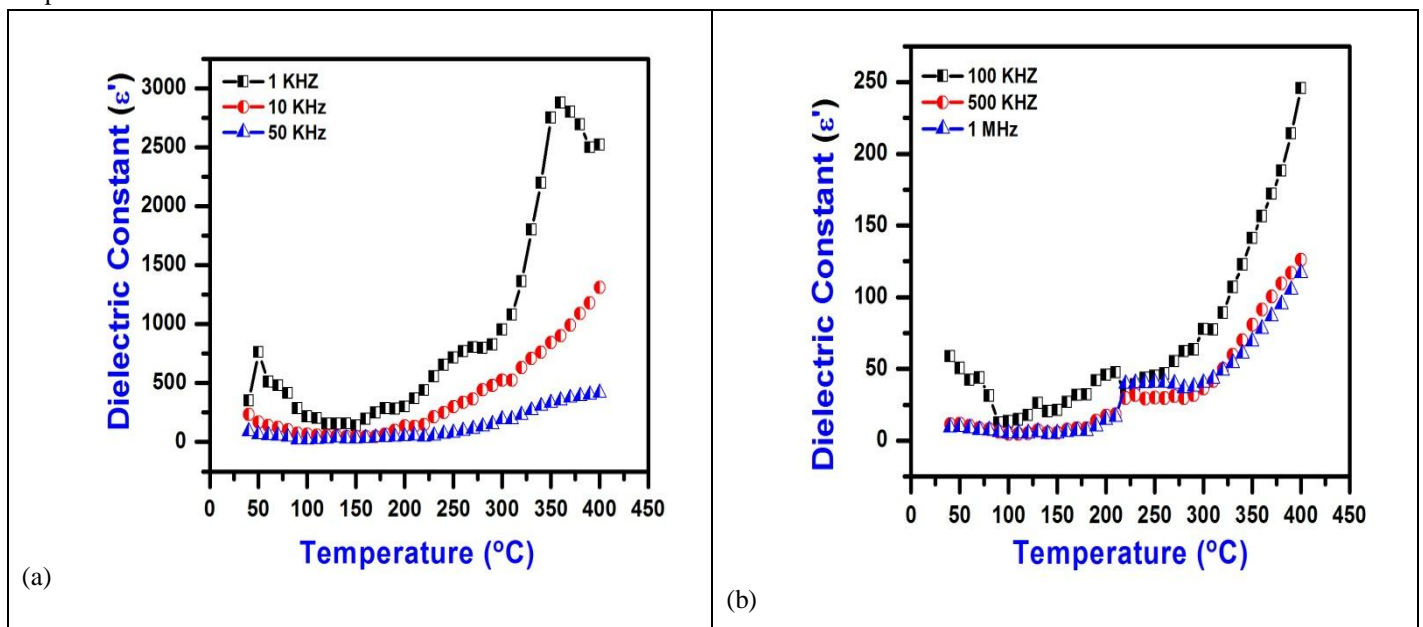 3000
2500
2000
1500
1000
500
0
Dielectric Constant (ε')
1 KHZ
10 KHz
50 KHz
0 50 100 150 200 250 300 350 400 450
Temperature (ºC)
(a)
250
200
150
100
50
0
Dielectric Constant (ε')
100 KHZ
500 KHZ
1 MHz
0 50 100 150 200 250 300 350 400 450
Temperature (ºC)
(b)